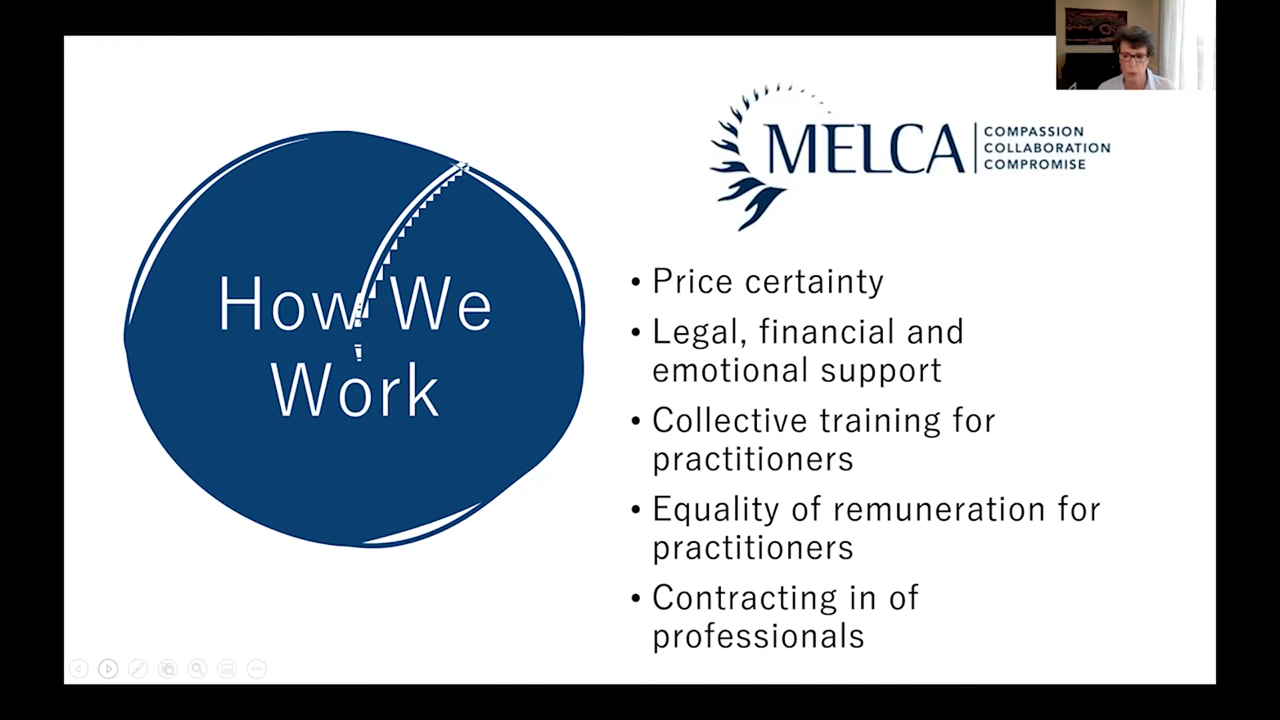 MELCA
COMPASSION
COLLABORATION
COMPROMISE
How We
Work
• Price certainty
• Legal, financial and
emotional support
• Collective training for
practitioners
• Equality of remuneration for
practitioners
• Contracting in of
professionals